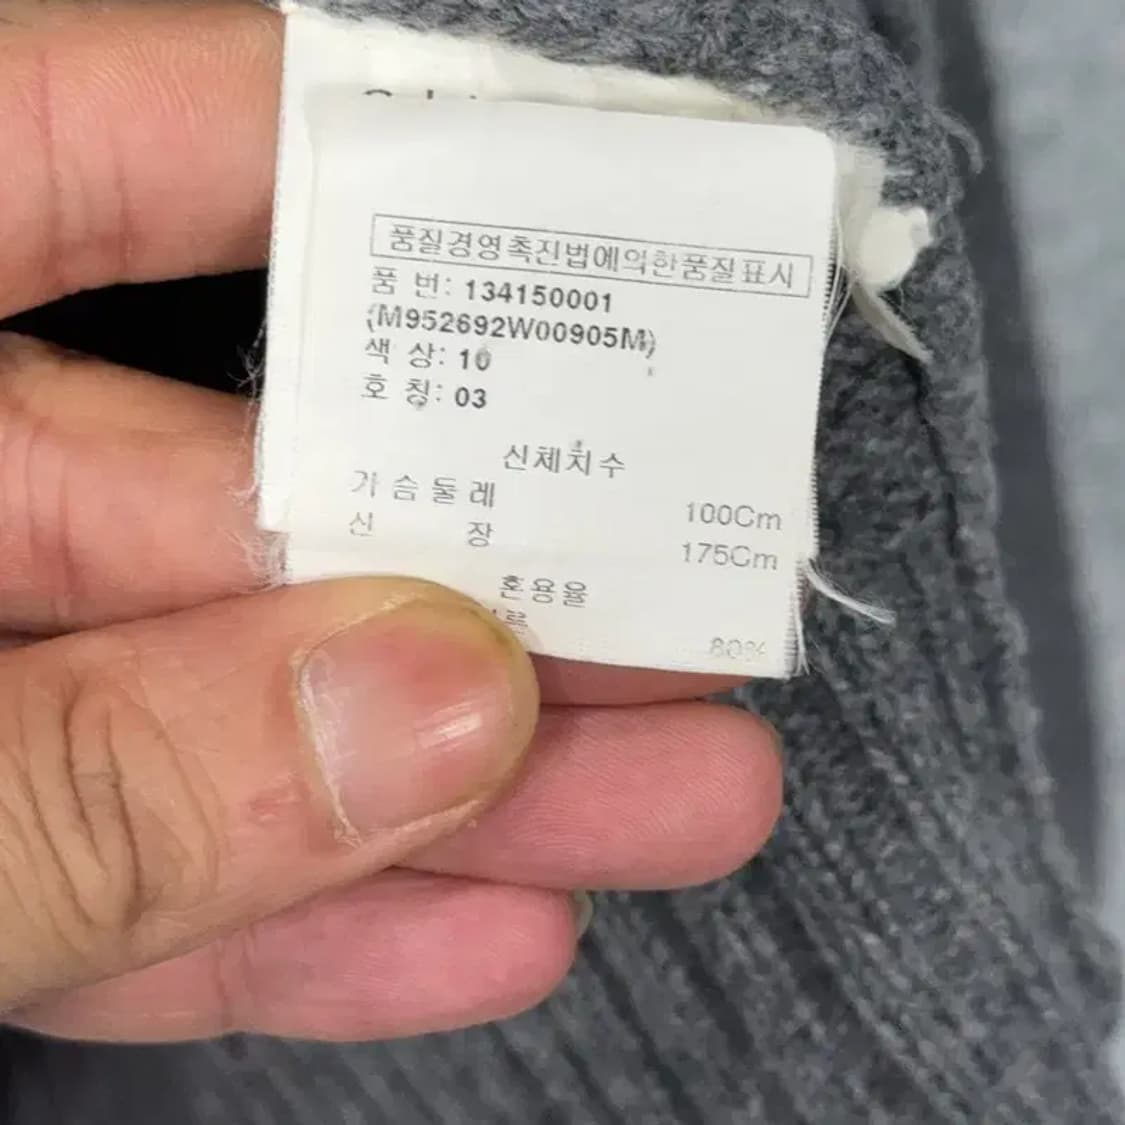 품질경영촉진법에의한품질표시
품 번: 134150001
(M952692W00905M)
색 상: 10
호 칭: 03
신체치수
가 슴 둘 레 100Cm
신 장 175Cm
혼용율
80%